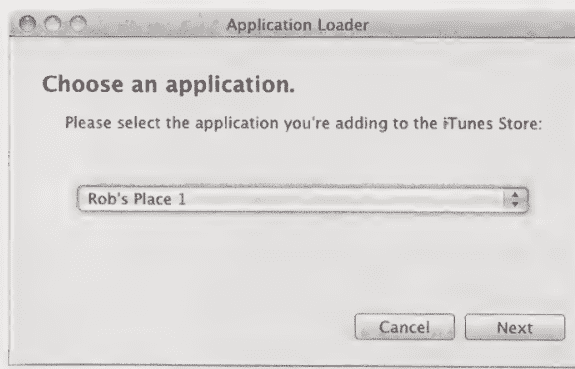 Application Loader
Choose an application.
Please select the application you're adding to the iTunes Store:
Rob's Place 1
Cancel Next